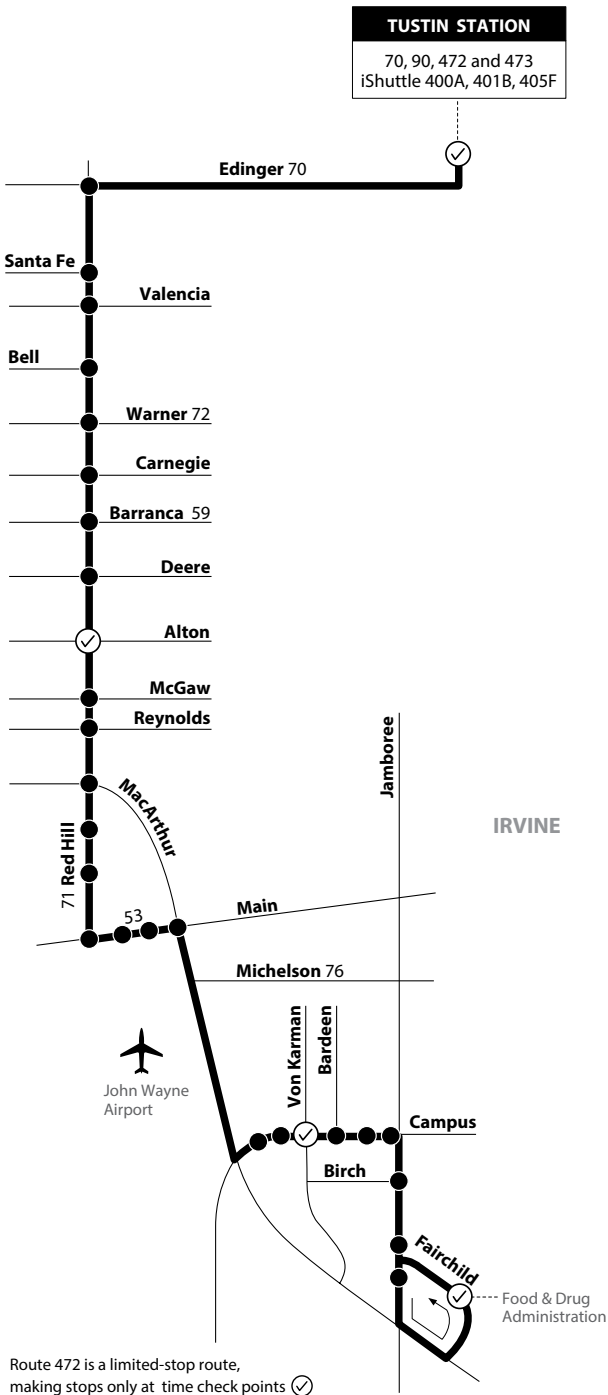 TUSTIN STATION
70, 90, 472 and 473
iShuttle 400A, 401B, 405F
Edinger 70
Santa Fe
Valencia
Bell
Warner 72
Carnegie
Barranca 59
Deere
Alton
McGaw
Reynolds
Jamboree
MacArthur
IRVINE
71 Red Hill
53
Main
Michelson 76
Von Karman
Bardeen
John Wayne
Airport
Campus
Birch
Fairchild
Food & Drug
Administration
Route 472 is a limited-stop route,
making stops only at time check points